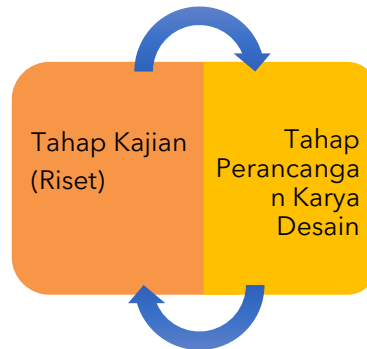 Tahap Kajian
(Riset)
Tahap
Perancanga
n Karya
Desain